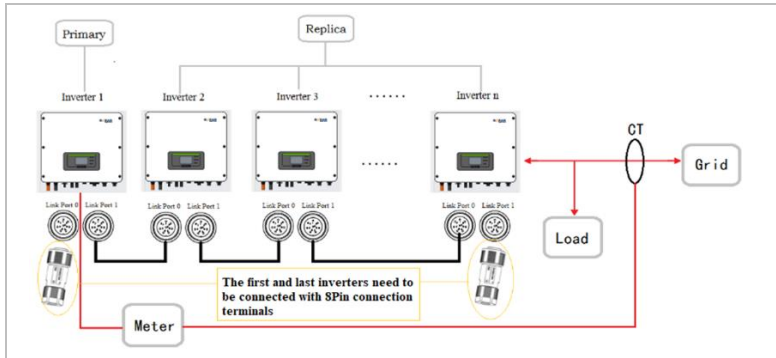 Primary
Replica
Inverter 1
Inverter 2
Inverter 3
......
Inverter n
CT
Grid
......
Load
Link Port 0
Link Port 1
Link Port 0
Link Port 1
Link Port 0
Link Port 1
Link Port 0
Link Port 1
The first and last inverters need to
be connected with 8Pin connection
terminals
Meter